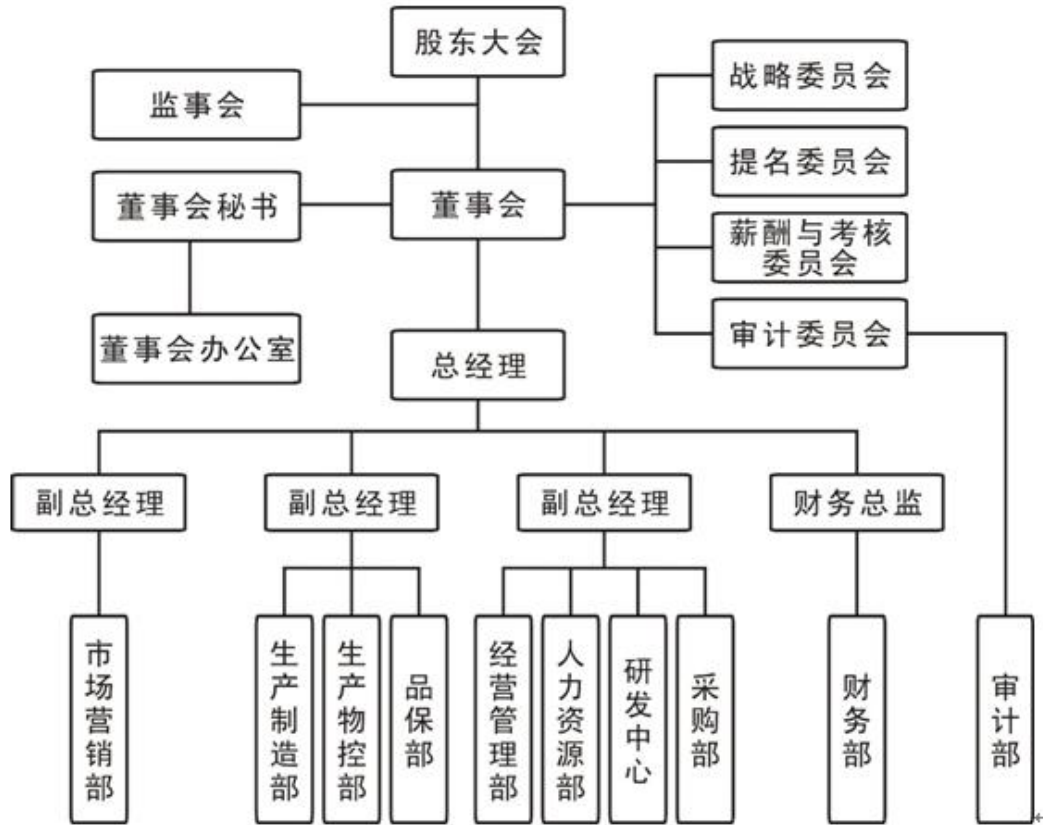 股东大会
监事会
战略委员会
提名委员会
董事会秘书
董事会
薪酬与考核
委员会
董事会办公室
总经理
审计委员会
副总经理
副总经理
副总经理
财务总监
市场营销部
生产制造部
生产物控部
品保部
经营管理部
人力资源部
研发中心
采购部
财务部
审计部